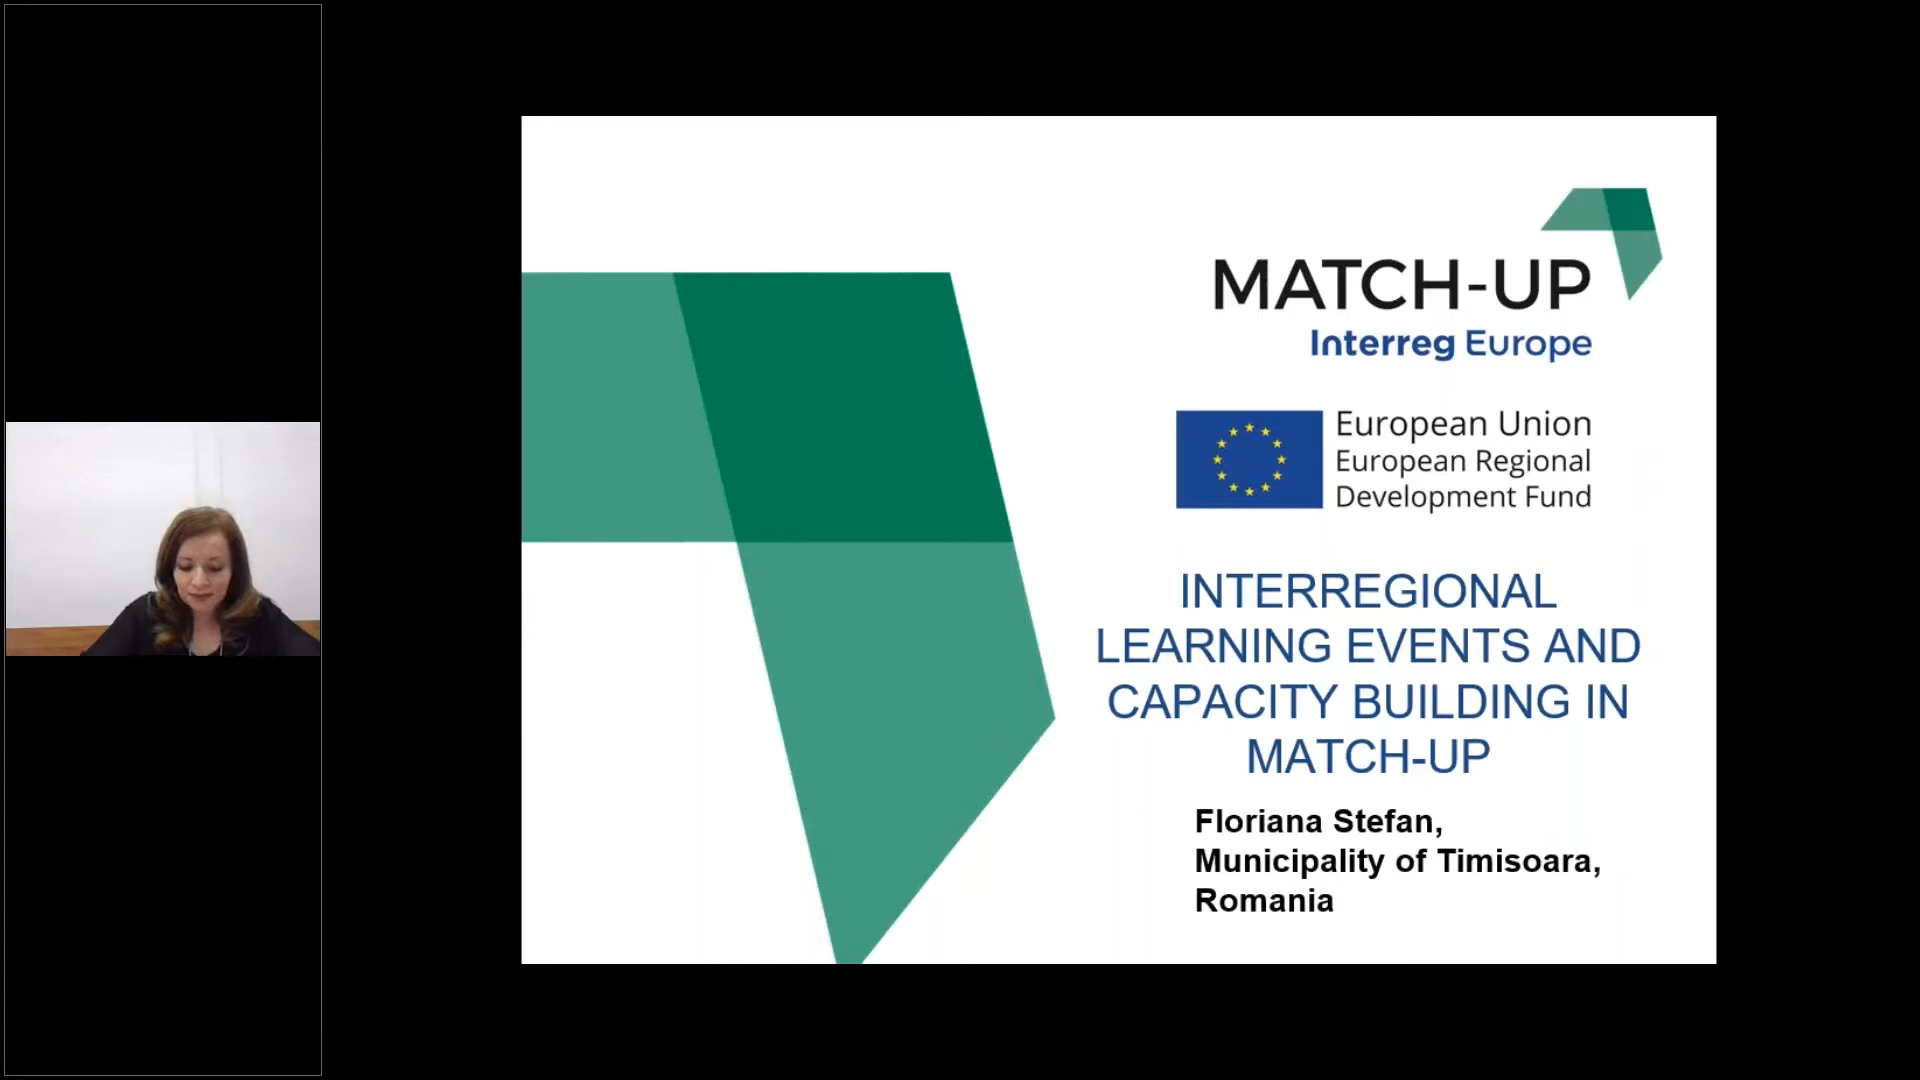 MATCH-UP
Interreg Europe
European Union
European Regional
Development Fund
INTERREGIONAL
LEARNING EVENTS AND
CAPACITY BUILDING IN
MATCH-UP
Floriana Stefan,
Municipality of Timisoara,
Romania